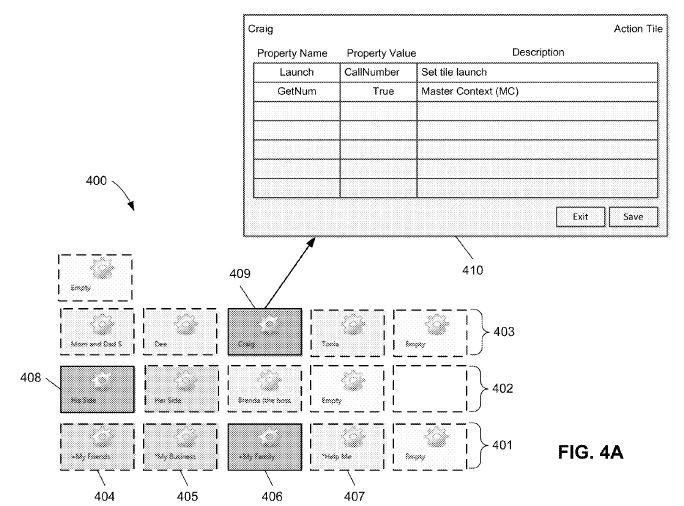 Craig Action Tile
Property Name Property Value Description
Launch CallNumber Set tile launch
GetNum True Master Context (MC)
Exit Save
400
410
409
Empty
Mom and Dad S Dee Craig Tonia Empty
403
408
His Side Her Side Brenda (the boss Empty
402
+My Friends *My Business +My Family *Help Me Empty
401
FIG. 4A
404 405 406 407